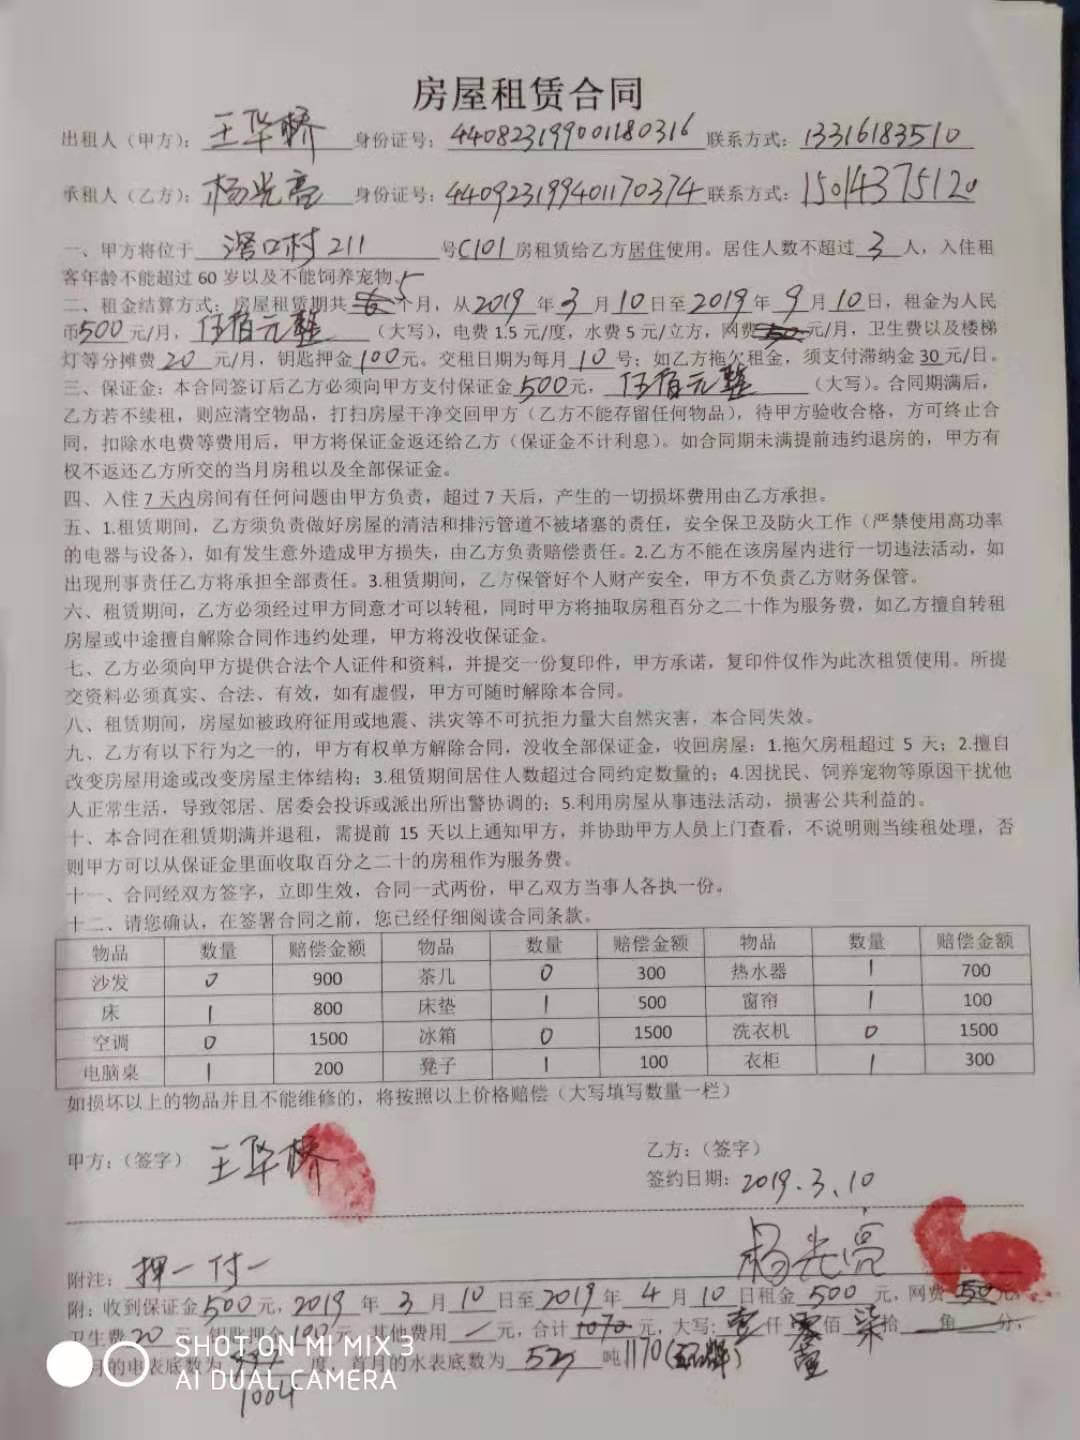 房屋租赁合同
出租人（甲方）：王华桥 身份证号：440823199001180316 联系方式：13316183510
承租人（乙方）：杨光亮 身份证号：440923199401170374 联系方式：15014375120
一、甲方将位于 滘口村211 号C101房租赁给乙方居住使用。居住人数不超过 3 人，入住租
客年龄不能超过 60 岁以及不能饲养宠物。
二、租金结算方式：房屋租赁期共 5 个月，从2019年3月10日至2019年9月10日，租金为人民
币500元/月，伍佰元整（大写），电费 1.5 元/度，水费 5 元/立方，网费50元/月，卫生费以及楼梯
灯等分摊费 20 元/月，钥匙押金100元。交租日期为每月 10 号；如乙方拖欠租金，须支付滞纳金 30 元/日。
三、保证金：本合同签订后乙方必须向甲方支付保证金500元，伍佰元整（大写）。合同期满后，
乙方若不续租，则应清空物品，打扫房屋干净交回甲方（乙方不能存留任何物品），待甲方验收合格，方可终止合
同，扣除水电费等费用后，甲方将保证金返还给乙方（保证金不计利息）。如合同期未满提前违约退房的，甲方有
权不返还乙方所交的当月房租以及全部保证金。
四、入住 7 天内房间有任何问题由甲方负责，超过 7 天后，产生的一切损坏费用由乙方承担。
五、1.租赁期间，乙方须负责做好房屋的清洁和排污管道不被堵塞的责任，安全保卫及防火工作（严禁使用高功率
的电器与设备），如有发生意外造成甲方损失，由乙方负责赔偿责任。2.乙方不能在该房屋内进行一切违法活动，如
出现刑事责任乙方将承担全部责任。3.租赁期间，乙方保管好个人财产安全，甲方不负责乙方财务保管。
六、租赁期间，乙方必须经过甲方同意才可以转租，同时甲方将抽取房租百分之二十作为服务费，如乙方擅自转租
房屋或中途擅自解除合同作违约处理，甲方将没收保证金。
七、乙方必须向甲方提供合法个人证件和资料，并提交一份复印件，甲方承诺，复印件仅作为此次租赁使用。所提
交资料必须真实、合法、有效，如有虚假，甲方可随时解除本合同。
八、租赁期间，房屋如被政府征用或地震、洪灾等不可抗拒力量大自然灾害，本合同失效。
九、乙方有以下行为之一的，甲方有权单方解除合同，没收全部保证金，收回房屋：1.拖欠房租超过 5 天；2.擅自
改变房屋用途或改变房屋主体结构；3.租赁期间居住人数超过合同约定数量的；4.因扰民、饲养宠物等原因干扰他
人正常生活，导致邻居、居委会投诉或派出所出警协调的；5.利用房屋从事违法活动，损害公共利益的。
十、本合同在租赁期满并退租，需提前 15 天以上通知甲方，并协助甲方人员上门查看，不说明则当续租处理，否
则甲方可以从保证金里面收取百分之二十的房租作为服务费。
十一、合同经双方签字，立即生效，合同一式两份，甲乙双方当事人各执一份。
十二、请您确认，在签署合同之前，您已经仔细阅读合同条款。
物品 数量 赔偿金额 物品 数量 赔偿金额 物品 数量 赔偿金额
沙发 0 900 茶几 0 300 热水器 1 700
床 1 800 床垫 1 500 窗帘 1 100
空调 0 1500 冰箱 0 1500 洗衣机 0 1500
电脑桌 1 200 凳子 1 100 衣柜 1 300
如损坏以上的物品并且不能维修的，将按照以上价格赔偿（大写填写数量一栏）
甲方：（签字） 王华桥 乙方：（签字）
签约日期：2019.3.10
杨光亮
附注：押一付一
附：收到保证金500元，2019年3月10日至2019年4月10日租金 500 元，网费50元，
卫生费20元，钥匙押金100元，其他费用 / 元，合计1070元，大写：壹仟零佰柒拾 角 分，
月的电表底数为 度，首月的水表底数为 吨1170
1004
SHOT ON MI MIX 3
AI DUAL CAMERA